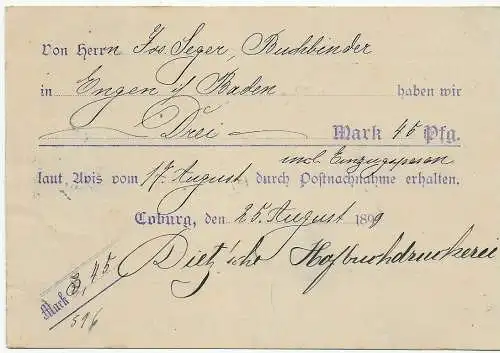 Von Herrn Jos. Seger, Buchbinder
in Engen i/ Baden haben wir
Drei Mark 45 Pfg.
incl. Einzugsspesen
laut Avis vom 17. August, durch Postnachnahme erhalten.
Coburg, den 25. August 1899
Dietz'sche Hofbuchdruckerei
Mark 3,45
596